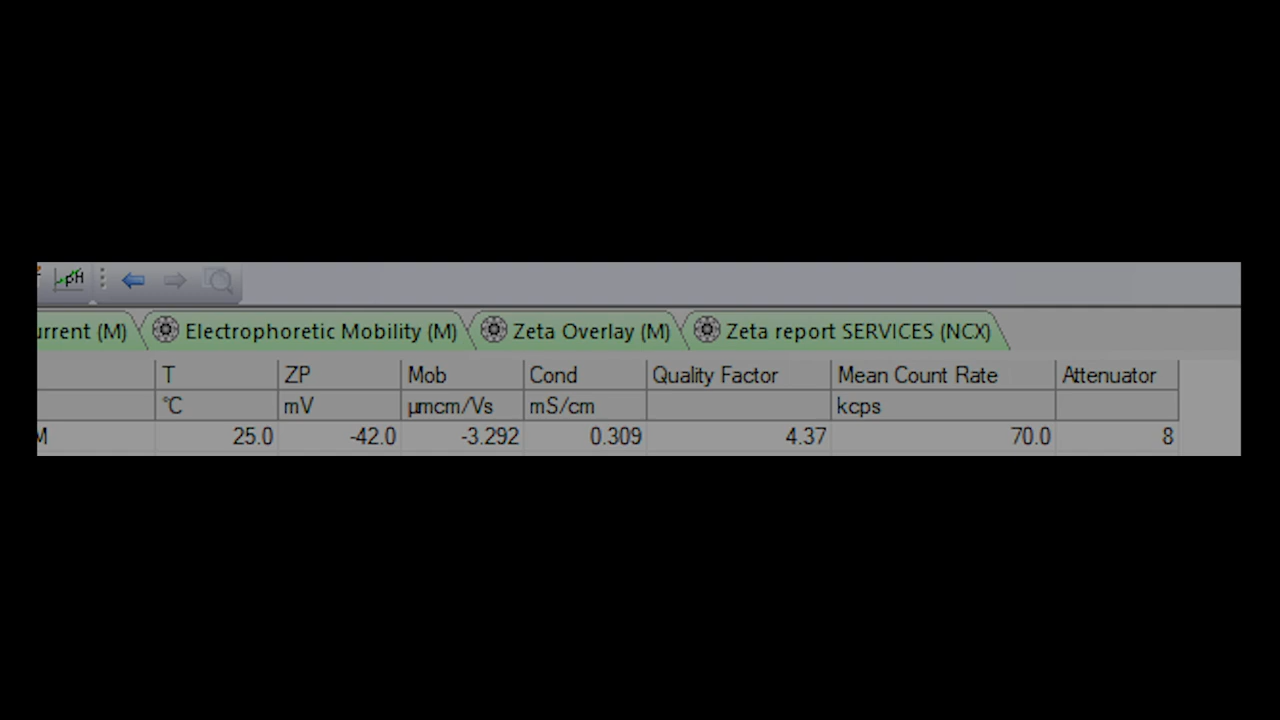 pH
urrent (M) Electrophoretic Mobility (M) Zeta Overlay (M) Zeta report SERVICES (NCX)
T ZP Mob Cond Quality Factor Mean Count Rate Attenuator
°C mV µmcm/Vs mS/cm kcps
M 25.0 -42.0 -3.292 0.309 4.37 70.0 8